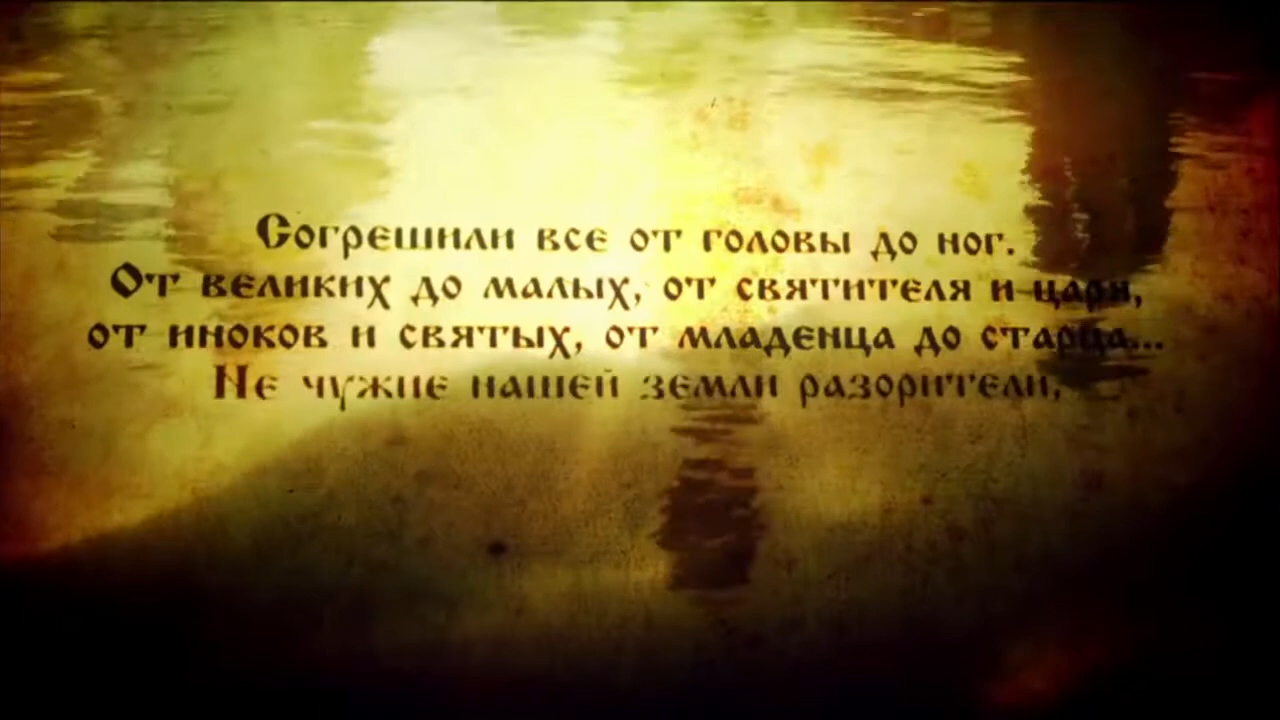 Согрешили все от головы до ног.
От великих до малых, от святителя и царя,
от иноков и святых, от младенца до старца...
Не чужие нашей земли разорители,